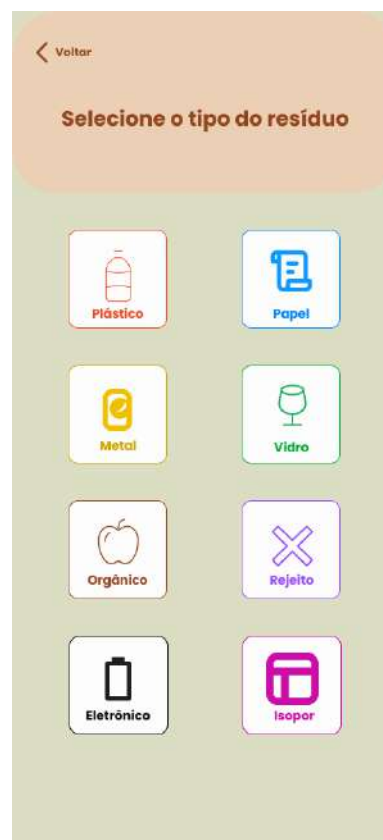 Voltar
Selecione o tipo do resíduo
Plástico
Papel
Metal
Vidro
Orgânico
Rejeito
Eletrônico
Isopor